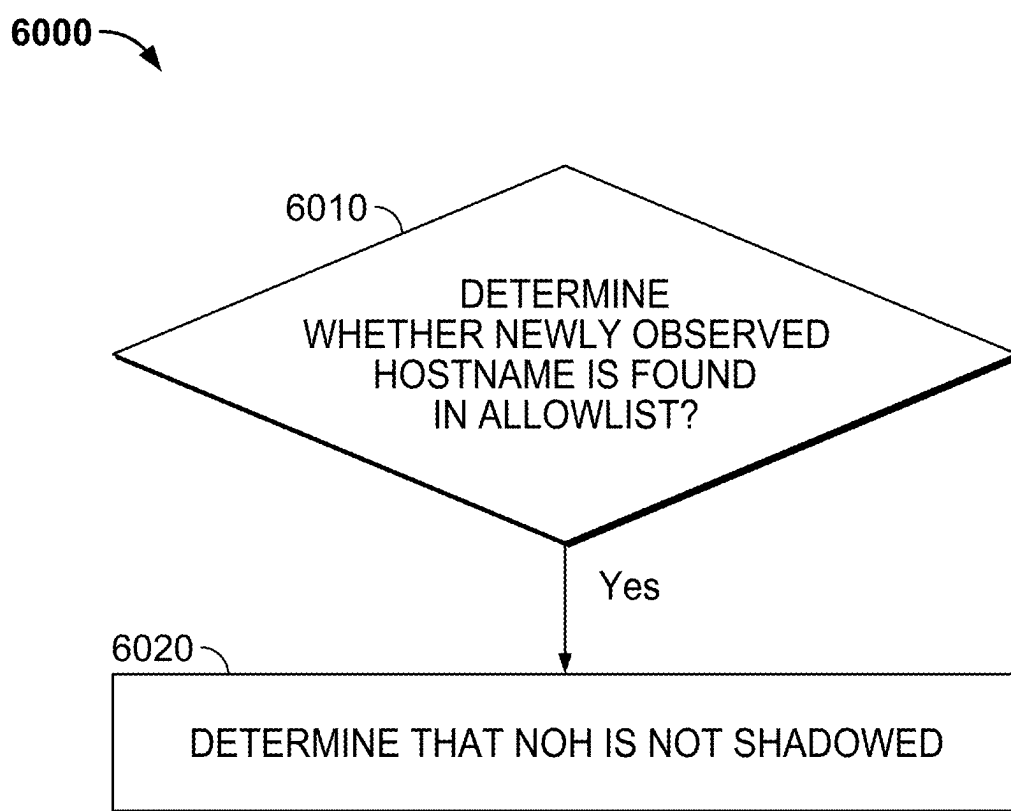 6000
6010
DETERMINE
WHETHER NEWLY OBSERVED
HOSTNAME IS FOUND
IN ALLOWLIST?
Yes
6020
DETERMINE THAT NOH IS NOT SHADOWED